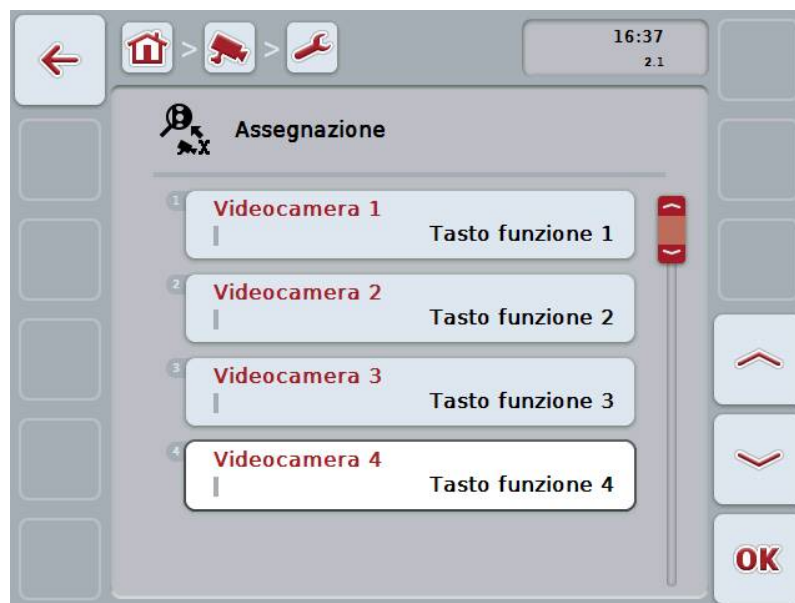 > >
16:37
2.1
Assegnazione
1
Videocamera 1
Tasto funzione 1
2
Videocamera 2
Tasto funzione 2
3
Videocamera 3
Tasto funzione 3
4
Videocamera 4
Tasto funzione 4
OK